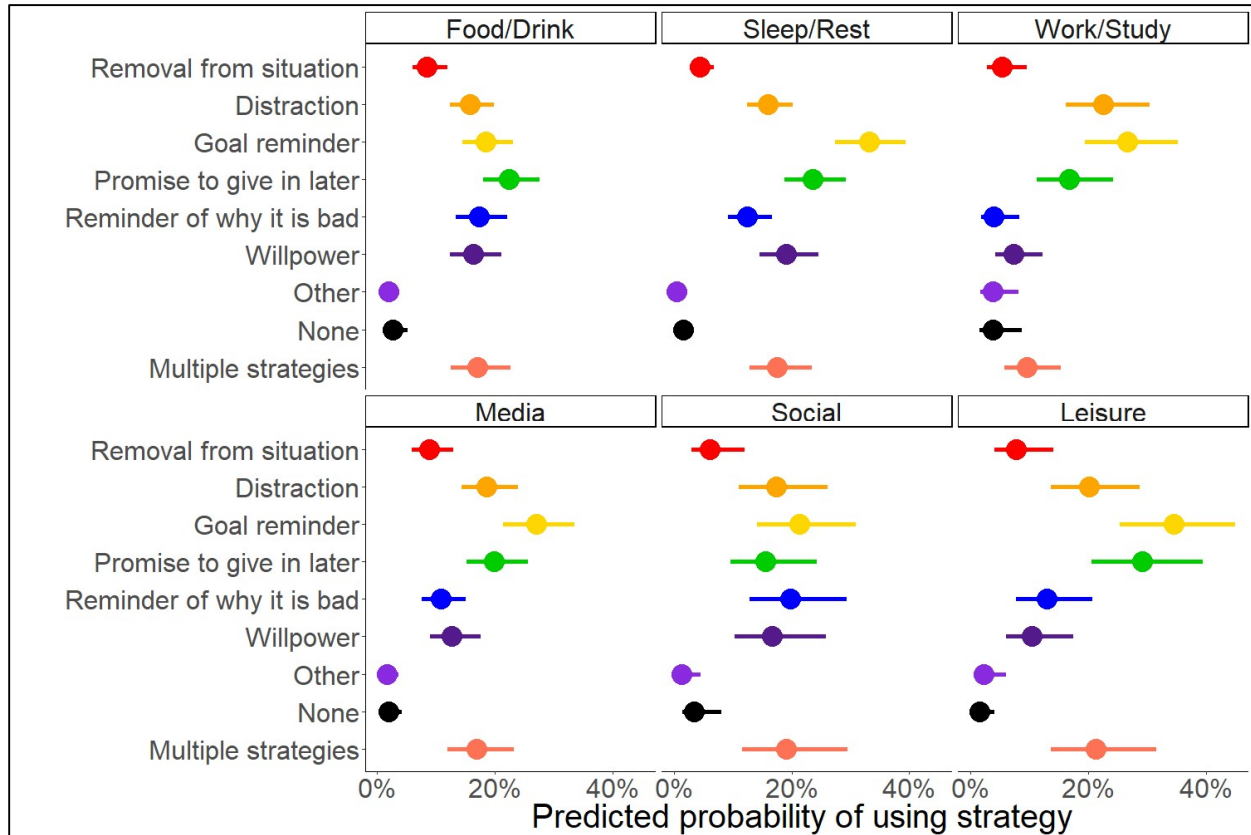 Food/Drink Sleep/Rest Work/Study
Removal from situation
Distraction
Goal reminder
Promise to give in later
Reminder of why it is bad
Willpower
Other
None
Multiple strategies
Media Social Leisure
Removal from situation
Distraction
Goal reminder
Promise to give in later
Reminder of why it is bad
Willpower
Other
None
Multiple strategies
0% 20% 40% 0% 20% 40% 0% 20% 40%
Predicted probability of using strategy